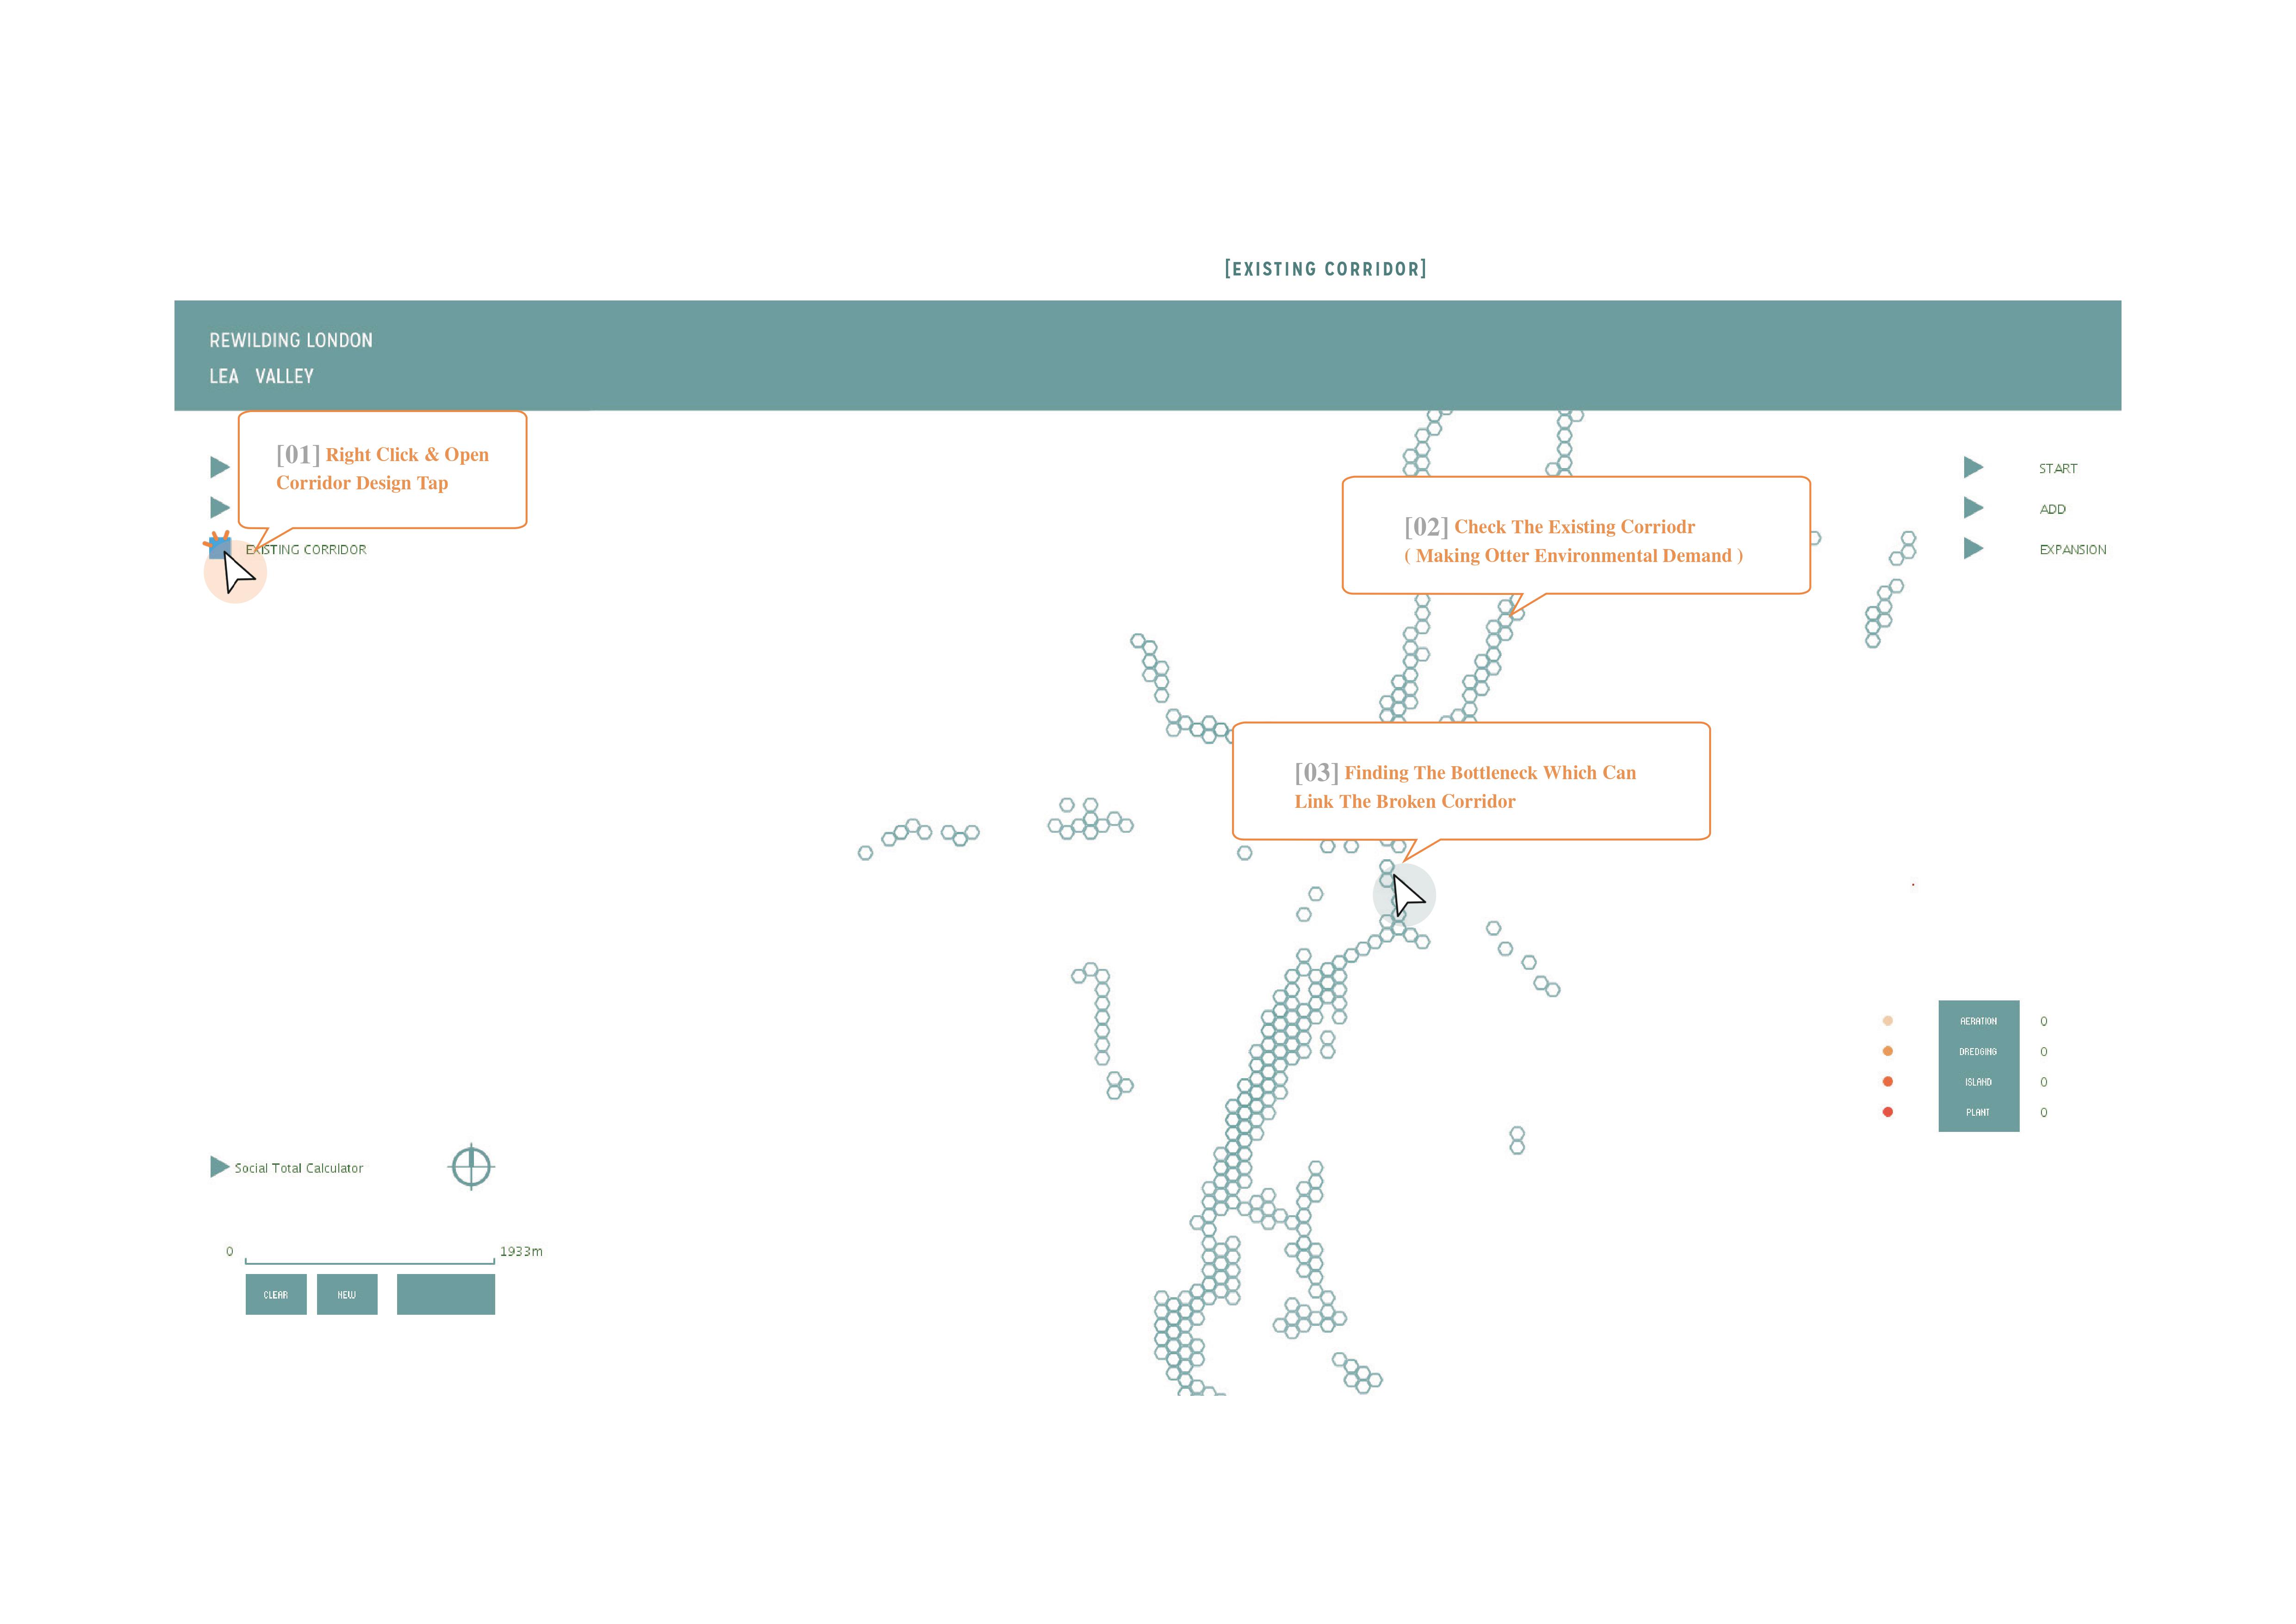 [EXISTING CORRIDOR]
REWILDING LONDON
LEA VALLEY
[01] Right Click & Open
Corridor Design Tap
EXISTING CORRIDOR
[02] Check The Existing Corriodr
( Making Otter Environmental Demand )
START
ADD
EXPANSION
[03] Finding The Bottleneck Which Can
Link The Broken Corridor
AERATION 0
DREDGING 0
ISLAND 0
PLANT 0
Social Total Calculator
0 1933m
CLEAR NEW